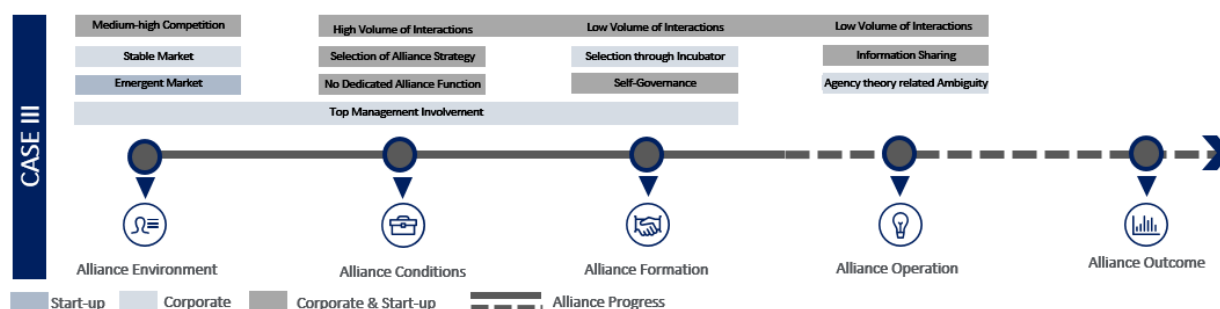 CASE III
Medium-high Competition
High Volume of Interactions
Low Volume of Interactions
Low Volume of Interactions
Stable Market
Selection of Alliance Strategy
Selection through Incubator
Information Sharing
Emergent Market
No Dedicated Alliance Function
Self-Governance
Agency theory related Ambiguity
Top Management Involvement
Alliance Environment
Alliance Conditions
Alliance Formation
Alliance Operation
Alliance Outcome
Start-up
Corporate
Corporate & Start-up
Alliance Progress